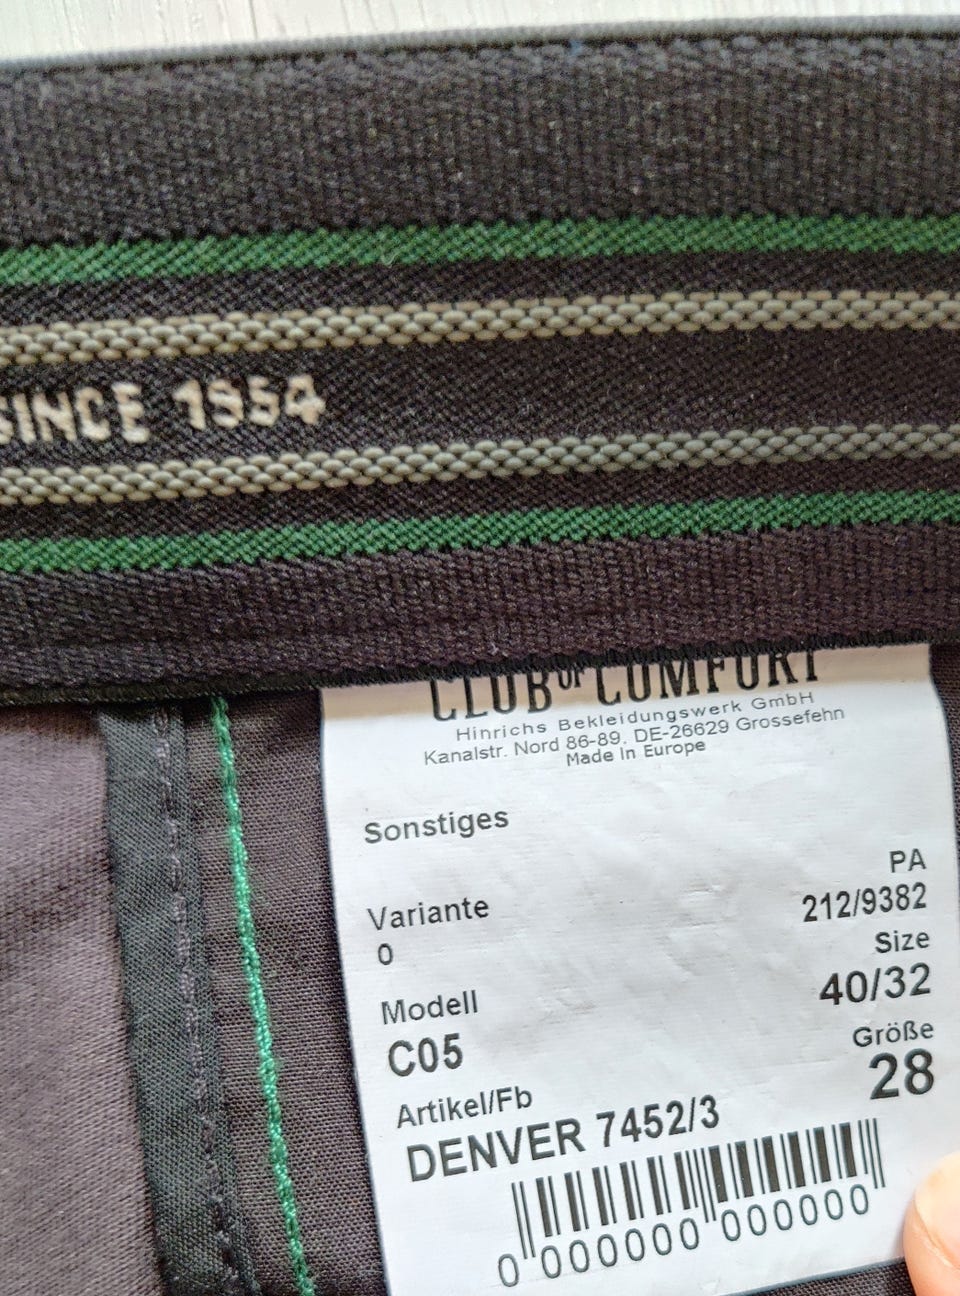 SINCE 1954
CLUB OF COMFORT
Hinrichs Bekleidungswerk GmbH
Kanalstr. Nord 86-89, DE-26629 Grossefehn
Made In Europe
Sonstiges
PA
Variante
212/9382
0
Size
Modell
40/32
C05
Größe
28
Artikel/Fb
DENVER 7452/3
0 000000 000000